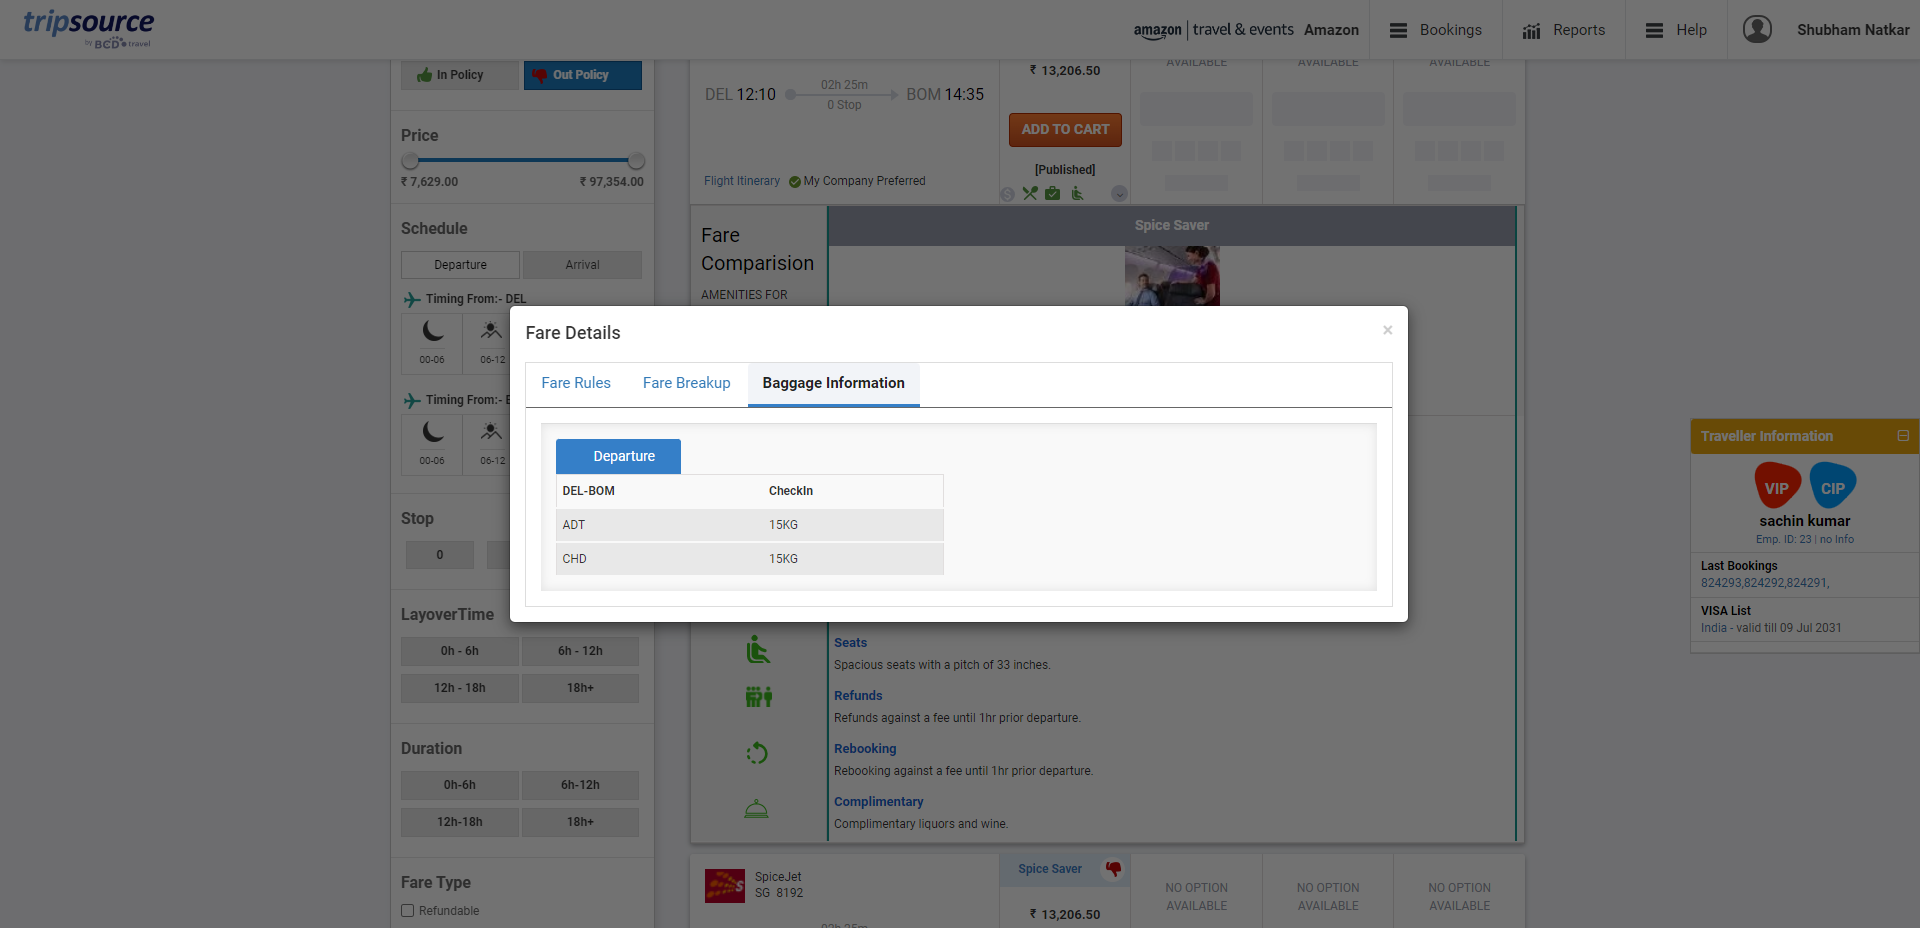 tripsource
by BCD travel
amazon | travel & events Amazon
Bookings
Reports
Help
Shubham Natkar
In Policy
Out Policy
Price
₹ 7,629.00
₹ 97,354.00
Schedule
Departure
Arrival
Timing From:- DEL
00-06
06-12
Timing From:-
00-06
06-12
Stop
0
LayoverTime
0h - 6h
6h - 12h
12h - 18h
18h+
Duration
0h-6h
6h-12h
12h-18h
18h+
Fare Type
Refundable
DEL 12:10
02h 25m
0 Stop
BOM 14:35
Flight Itinerary
My Company Preferred
₹ 13,206.50
ADD TO CART
[Published]
AVAILABLE
AVAILABLE
AVAILABLE
Fare
Comparision
AMENITIES FOR
Spice Saver
Fare Details
×
Fare Rules
Fare Breakup
Baggage Information
Departure
DEL-BOM CheckIn
ADT 15KG
CHD 15KG
Seats
Spacious seats with a pitch of 33 inches.
Refunds
Refunds against a fee until 1hr prior departure.
Rebooking
Rebooking against a fee until 1hr prior departure.
Complimentary
Complimentary liquors and wine.
SpiceJet
SG 8192
02h 25m
Spice Saver
₹ 13,206.50
NO OPTION
AVAILABLE
NO OPTION
AVAILABLE
NO OPTION
AVAILABLE
Traveller Information
VIP
CIP
sachin kumar
Emp. ID: 23 | no Info
Last Bookings
824293,824292,824291,
VISA List
India - valid till 09 Jul 2031